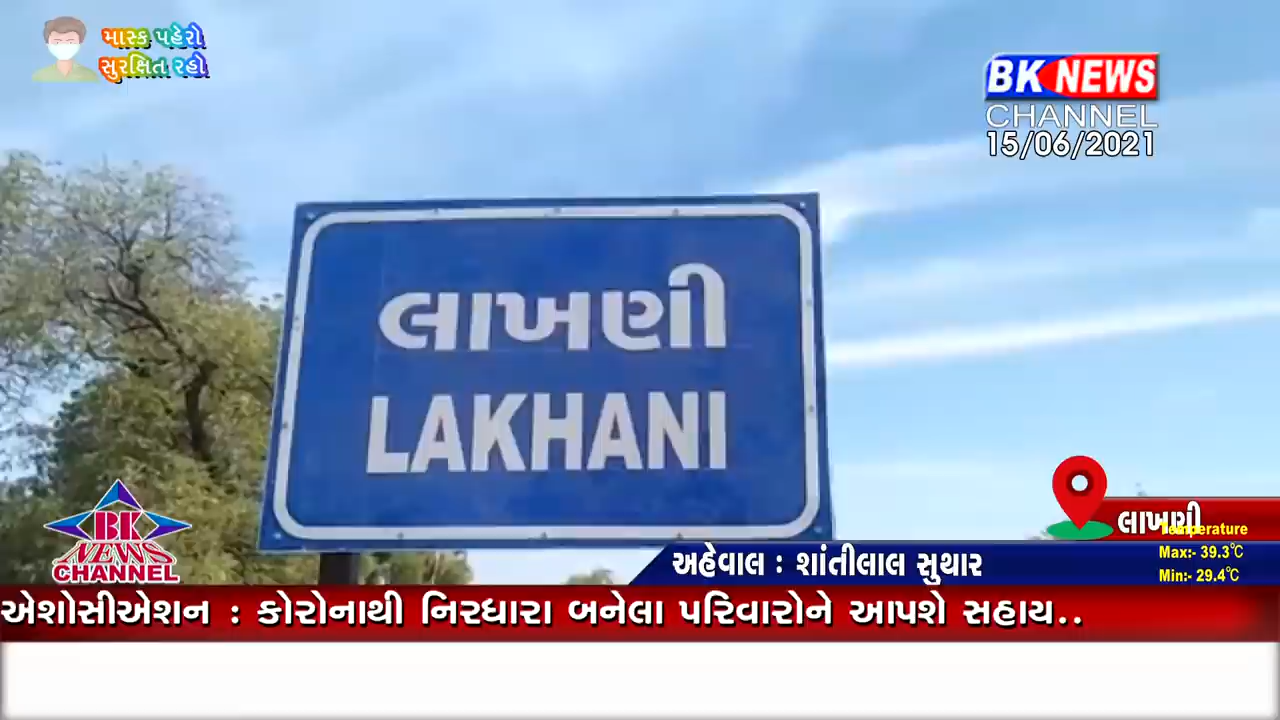 માસ્ક પહેરો
સુરક્ષિત રહો
BK NEWS
CHANNEL
15/06/2021
લાખણી
LAKHANI
લાખણી
Temperature
Max:- 39.3℃
Min:- 29.4℃
BK
NEWS
CHANNEL
અહેવાલ : શાંતીલાલ સુથાર
એશોસીએશન : કોરોનાથી નિરધારા બનેલા પરિવારોને આપશે સહાય..